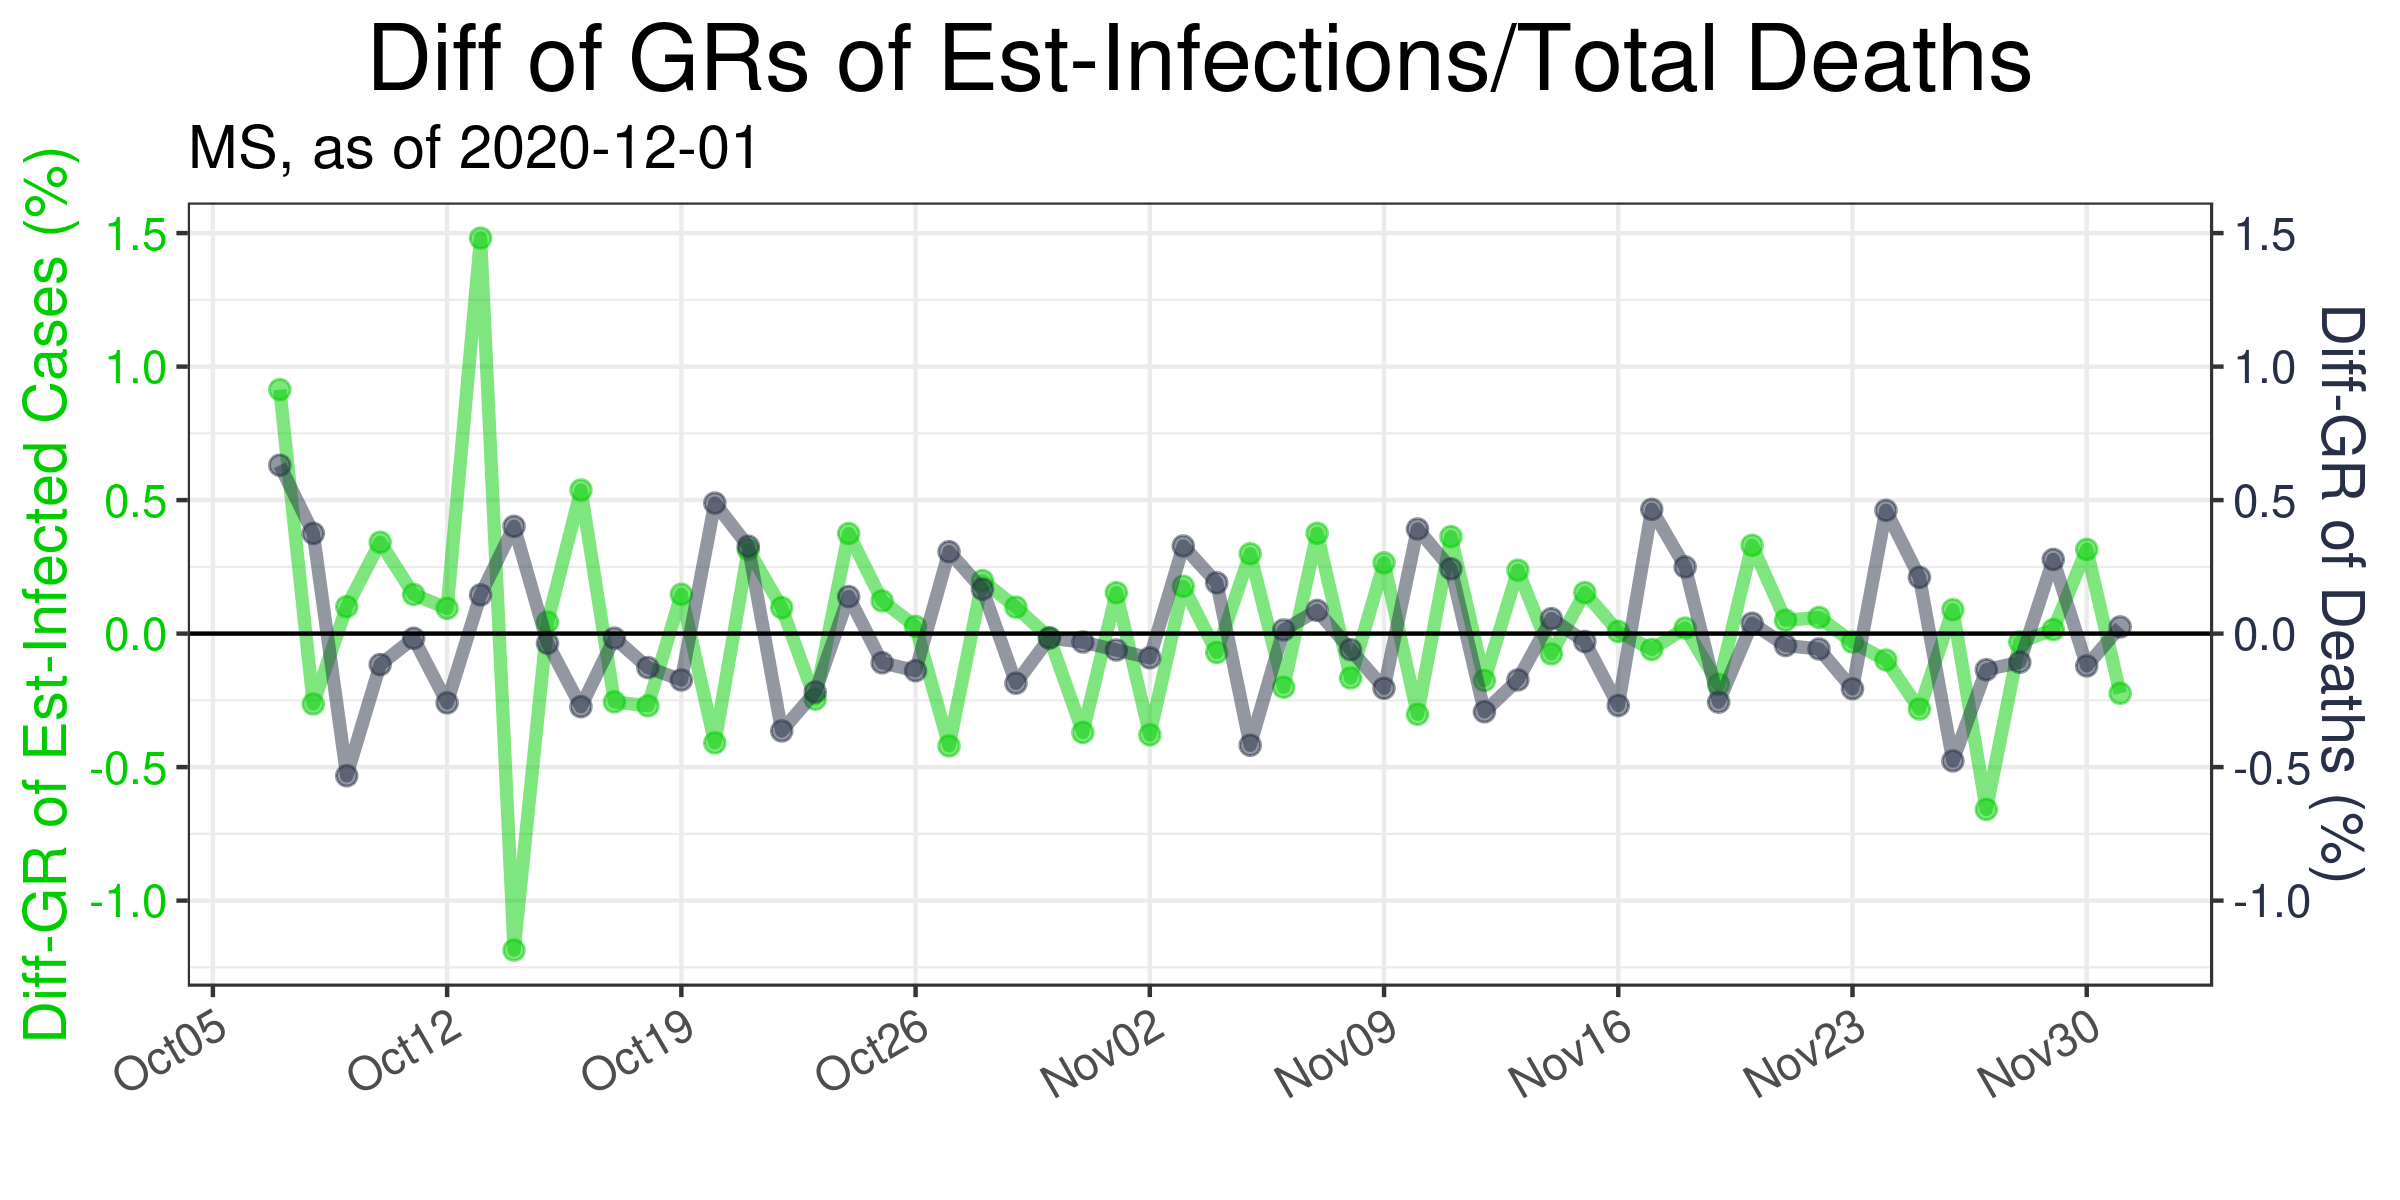 Diff of GRs of Est-Infections/Total Deaths
MS, as of 2020-12-01
Diff-GR of Est-Infected Cases (%)
1.5
1.0
0.5
0.0
-0.5
-1.0
1.5
1.0
0.5
0.0
-0.5
-1.0
Diff-GR of Deaths (%)
Oct05
Oct12
Oct19
Oct26
Nov02
Nov09
Nov16
Nov23
Nov30